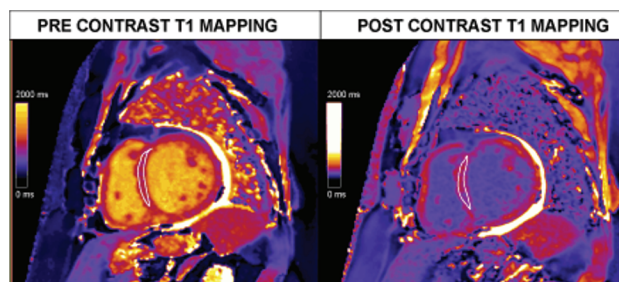 PRE CONTRAST T1 MAPPING
POST CONTRAST T1 MAPPING
2000 ms
0 ms
2000 ms
0 ms